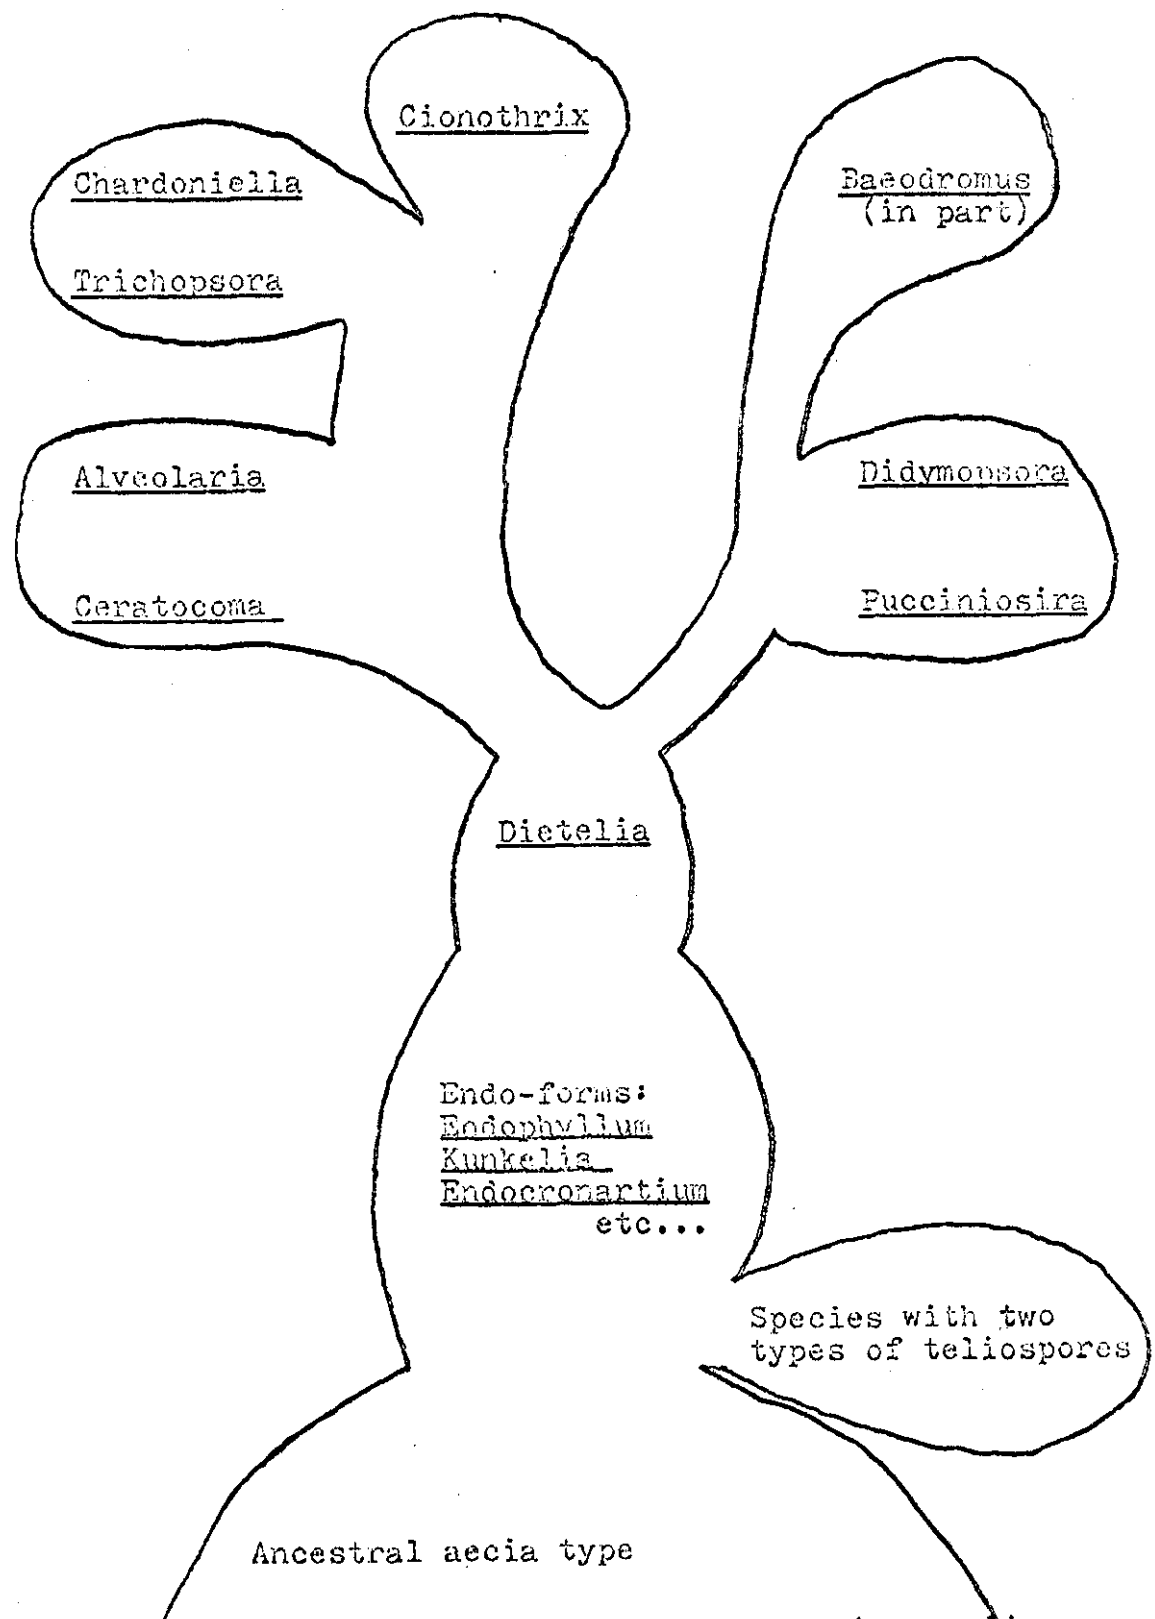 Cionothrix
Chardoniella
Baeodromus
(in part)
Trichopsora
Alveolaria
Didymopsora
Ceratocoma
Pucciniosira
Dietelia
Endo-forms:
Endophyllum
Kunkelia
Endocronartium
etc...
Species with two
types of teliospores
Ancestral aecia type